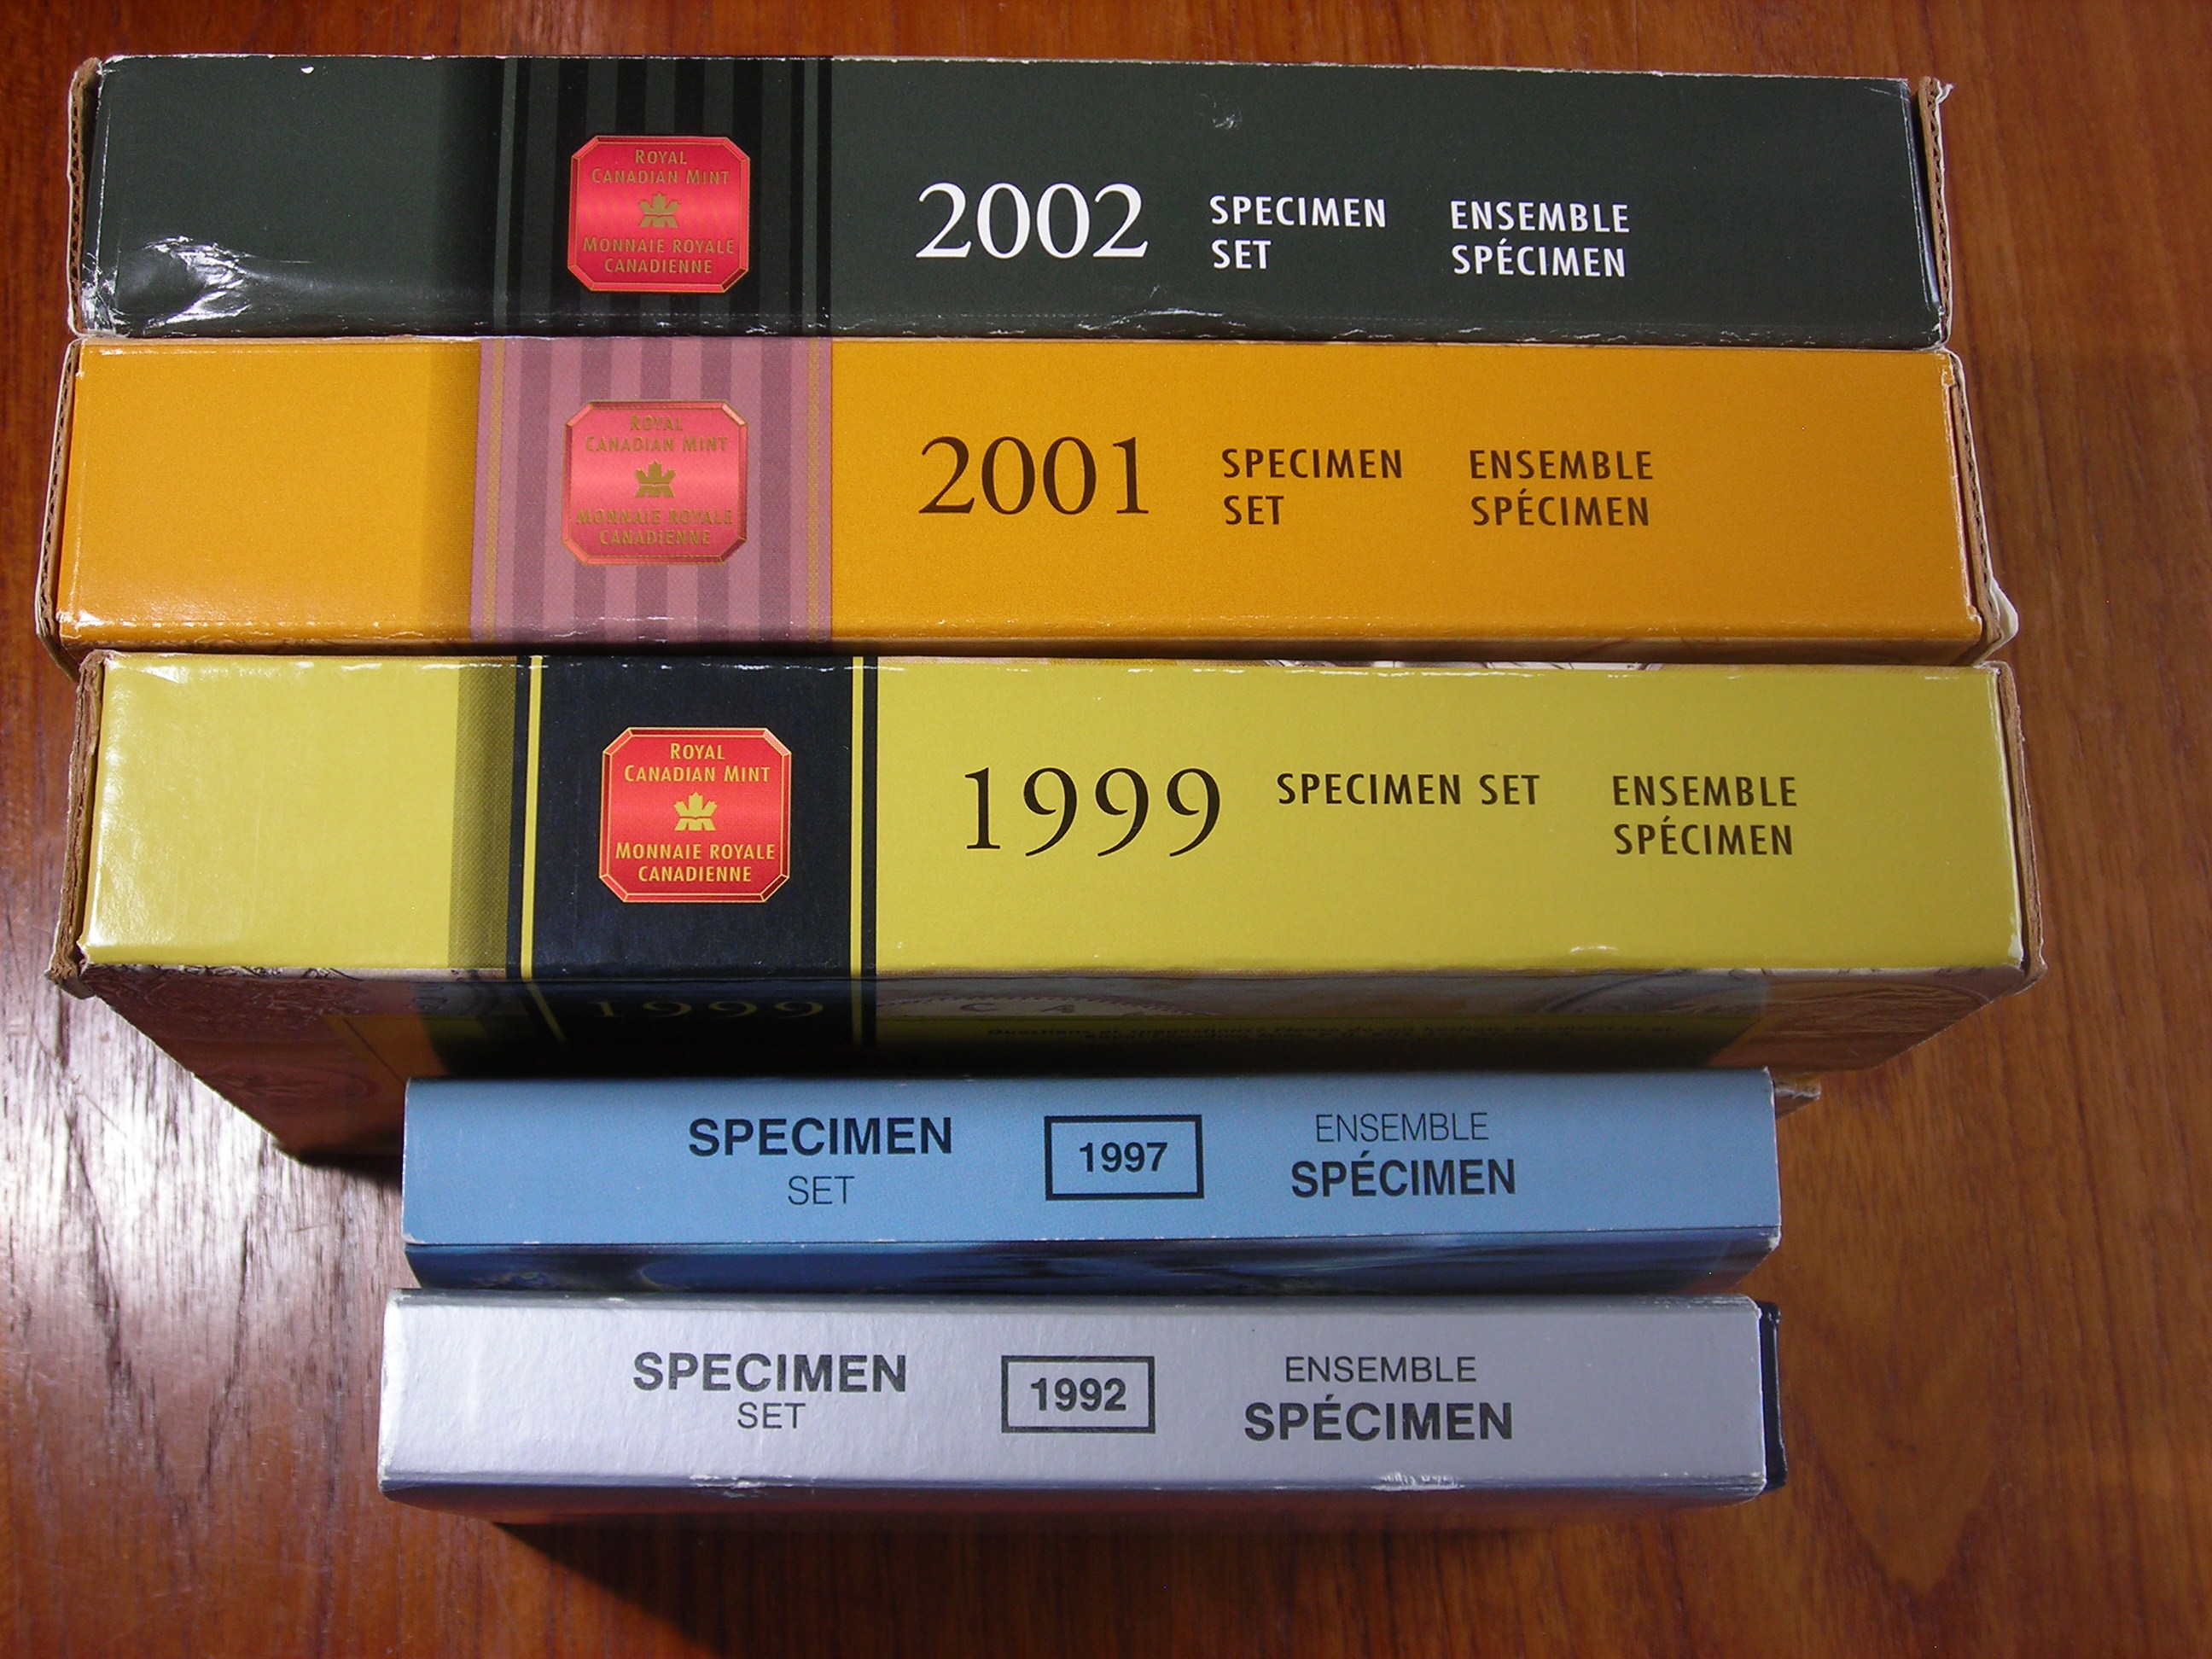 ROYAL
CANADIAN MINT
MONNAIE ROYALE
CANADIENNE
2002
SPECIMEN
SET
ENSEMBLE
SPÉCIMEN
ROYAL
CANADIAN MINT
MONNAIE ROYALE
CANADIENNE
2001
SPECIMEN
SET
ENSEMBLE
SPÉCIMEN
ROYAL
CANADIAN MINT
MONNAIE ROYALE
CANADIENNE
1999
SPECIMEN SET
ENSEMBLE
SPÉCIMEN
1999
SPECIMEN
SET
1997
ENSEMBLE
SPÉCIMEN
SPECIMEN
SET
1992
ENSEMBLE
SPÉCIMEN